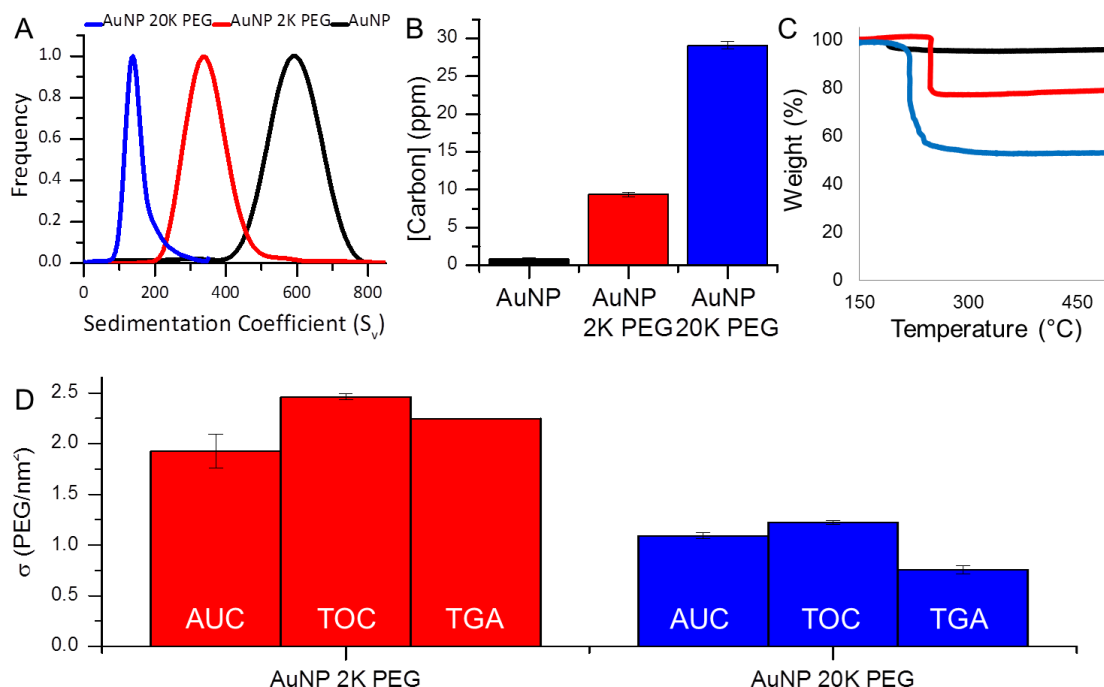 A
AuNP 20K PEG AuNP 2K PEG AuNP
Frequency
1.0
0.8
0.6
0.4
0.2
0.0
0 200 400 600 800
Sedimentation Coefficient (Sv)
B
[Carbon] (ppm)
30
25
20
15
10
5
0
AuNP AuNP AuNP
2K PEG 20K PEG
C
Weight (%)
100
80
60
40
20
0
150 300 450
Temperature (°C)
D
σ (PEG/nm²)
2.5
2.0
1.5
1.0
0.5
0.0
AUC TOC TGA AUC TOC TGA
AuNP 2K PEG AuNP 20K PEG